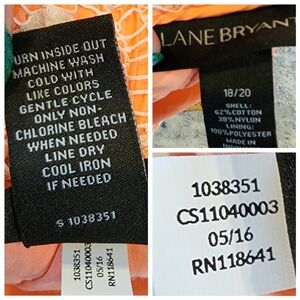 URN INSIDE OUT
MACHINE WASH
COLD WITH
LIKE COLORS
GENTLE CYCLE
ONLY NON-
CHLORINE BLEACH
WHEN NEEDED
LINE DRY
COOL IRON
IF NEEDED
S 1038351
1038351
CS11040003
05/16
RN118641
LANE BRYANT
18/20
SHELL:
62%COTTON
38%NYLON
LINING:
100%POLYESTER
MADE IN
1038351
CS11040003
05/16
RN118641